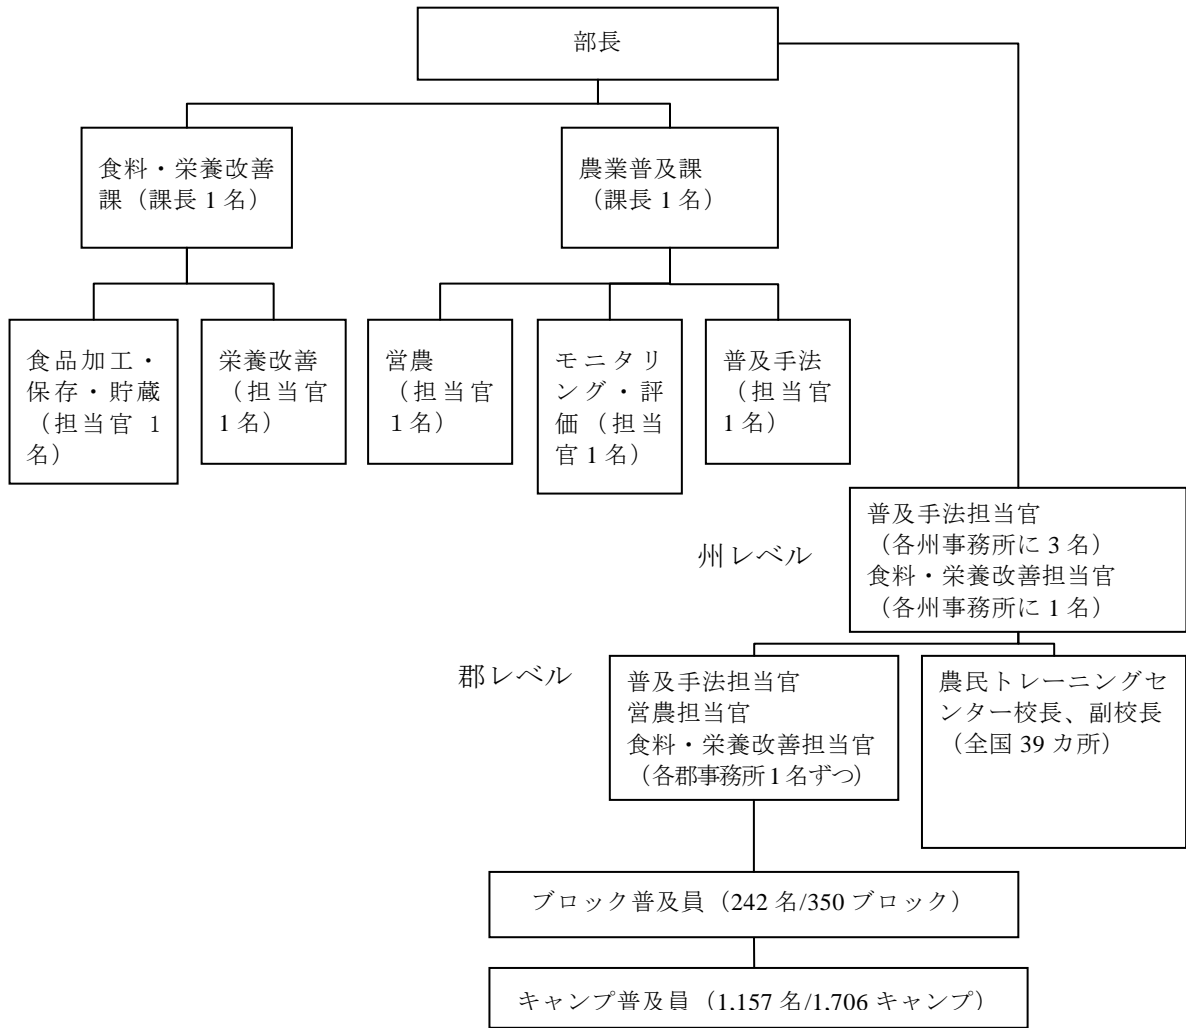 部長
食料・栄養改善
課（課長 1 名）
農業普及課
（課長 1 名）
食品加工・
保存・貯蔵
（担当官 1
名）
栄養改善
（担当官
1 名）
営農
（担当官
１名）
モニタリ
ング・評
価（担当
官 1 名）
普及手法
（担当官
1 名）
州レベル
普及手法担当官
（各州事務所に 3 名）
食料・栄養改善担当官
（各州事務所に 1 名）
郡レベル
普及手法担当官
営農担当官
食料・栄養改善担当官
（各郡事務所 1 名ずつ）
農民トレーニングセ
ンター校長、副校長
（全国 39 カ所）
ブロック普及員（242 名/350 ブロック）
キャンプ普及員（1,157 名/1,706 キャンプ）